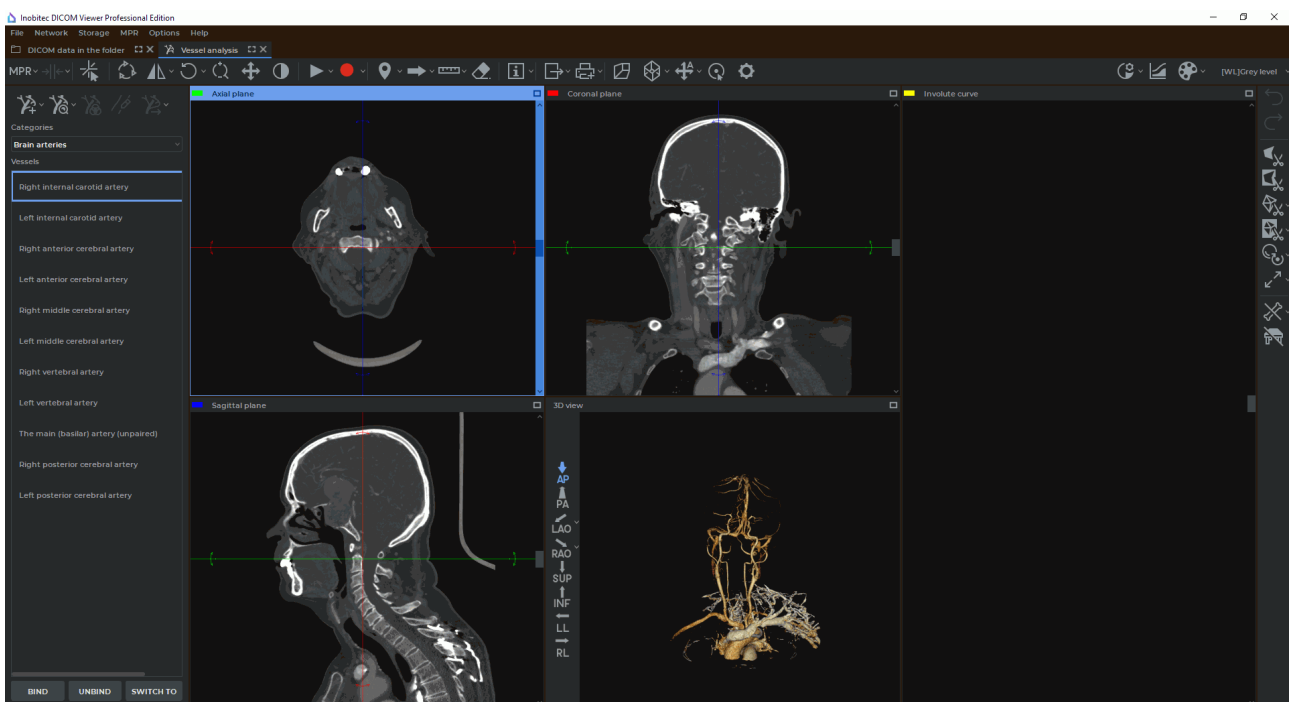 Inobitec DICOM Viewer Professional Edition
File Network Storage MPR Options Help
DICOM data in the folder Vessel analysis
MPR [WL]Grey level
Categories
Brain arteries
Vessels
Right internal carotid artery
Left internal carotid artery
Right anterior cerebral artery
Left anterior cerebral artery
Right middle cerebral artery
Left middle cerebral artery
Right vertebral artery
Left vertebral artery
The main (basilar) artery (unpaired)
Right posterior cerebral artery
Left posterior cerebral artery
BIND UNBIND SWITCH TO
Axial plane
Coronal plane
Involute curve
Sagittal plane
3D view
AP
PA
LAO
RAO
SUP
INF
LL
RL